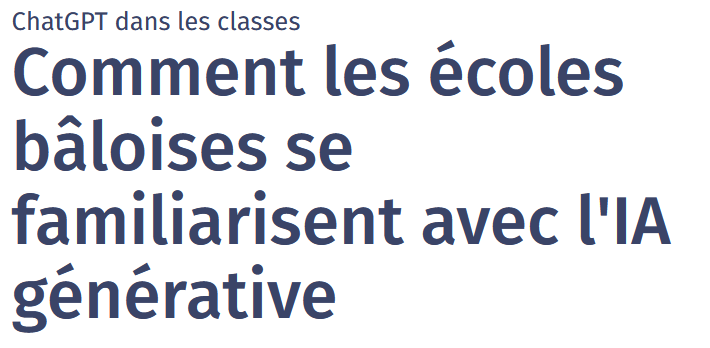 ChatGPT dans les classes
Comment les écoles
bâloises se
familiarisent avec l'IA
générative